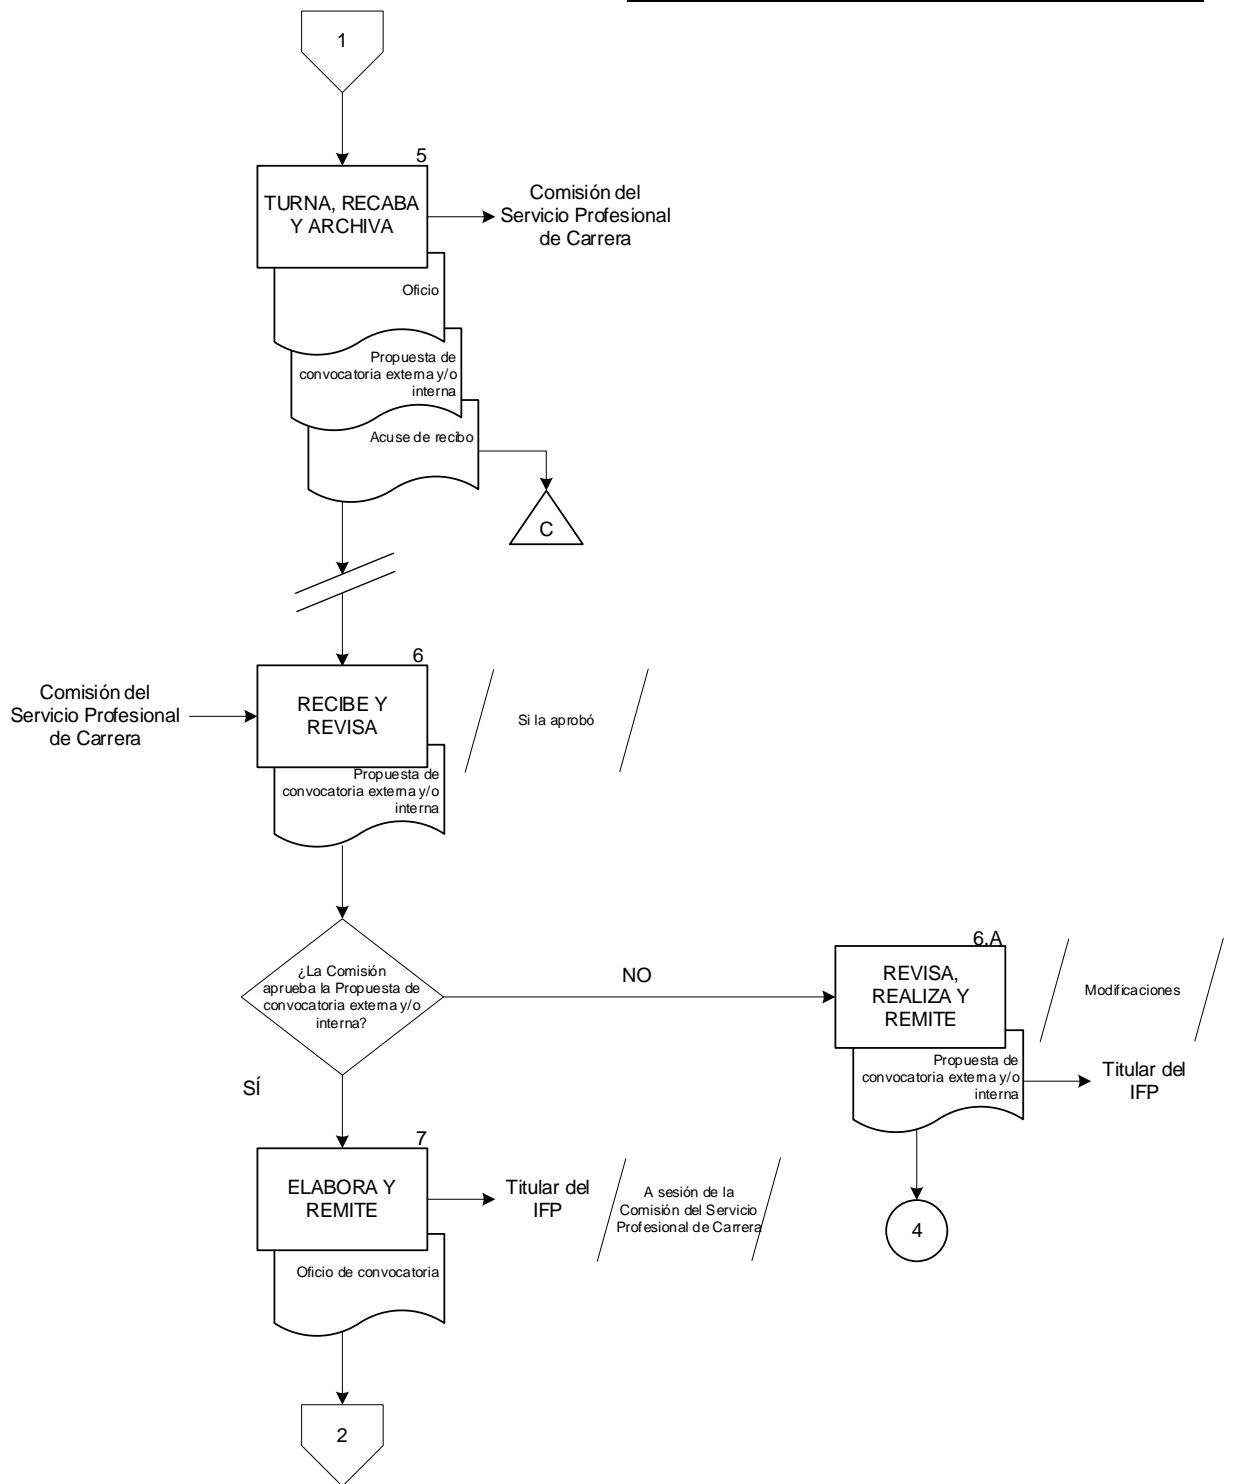 1
5
TURNA, RECABA
Y ARCHIVA
Comisión del
Servicio Profesional
de Carrera
Oficio
Propuesta de
convocatoria externa y/o
interna
Acuse de recibo
C
6
Comisión del
Servicio Profesional
de Carrera
RECIBE Y
REVISA
Si la aprobó
Propuesta de
convocatoria externa y/o
interna
¿La Comisión
aprueba la Propuesta de
convocatoria externa y/o
interna?
NO
6.A
REVISA,
REALIZA Y
REMITE
Modificaciones
Propuesta de
convocatoria externa y/o
interna
Titular del
IFP
4
SÍ
7
ELABORA Y
REMITE
Titular del
IFP
A sesión de la
Comisión del Servicio
Profesional de Carrera
Oficio de convocatoria
2